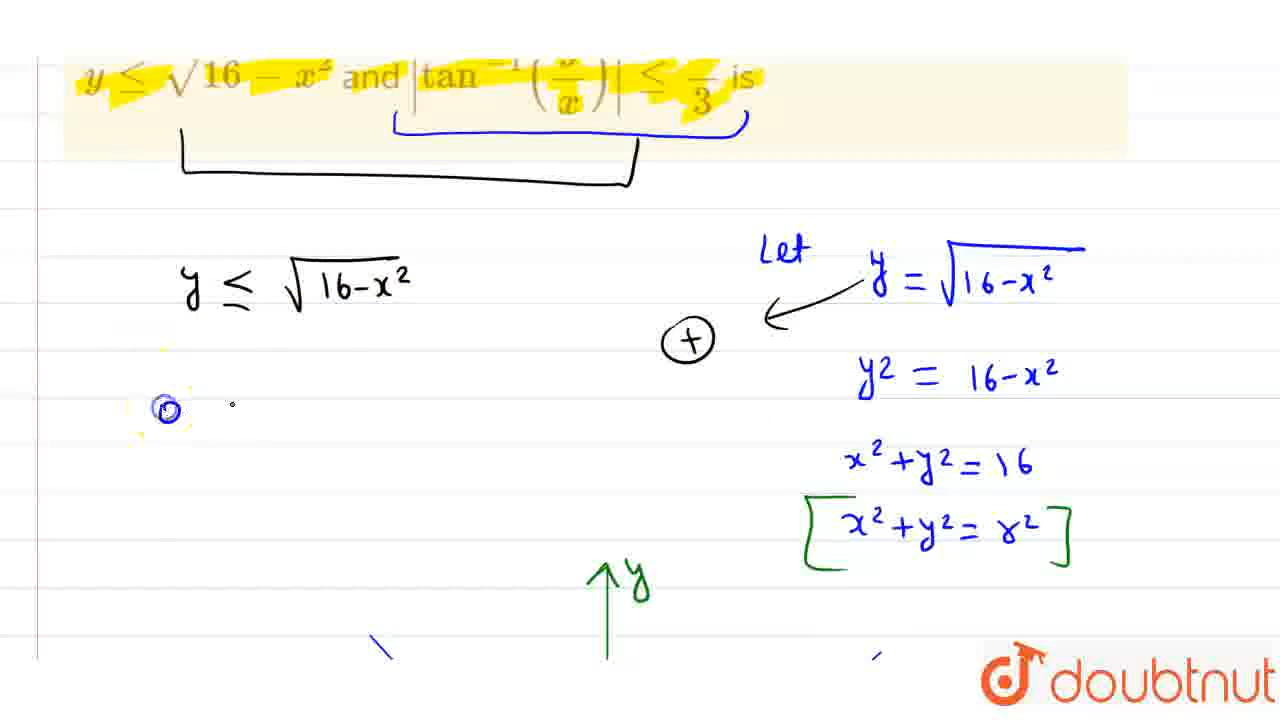 y ≤ √16 − x² and |tan⁻¹(y/x)| ≤ /3 is
Let y = √16-x²
y ≤ √16-x²
+
y2 = 16-x²
0
x²+y2 = 16
x²+y2 = r2
y
doubtnut